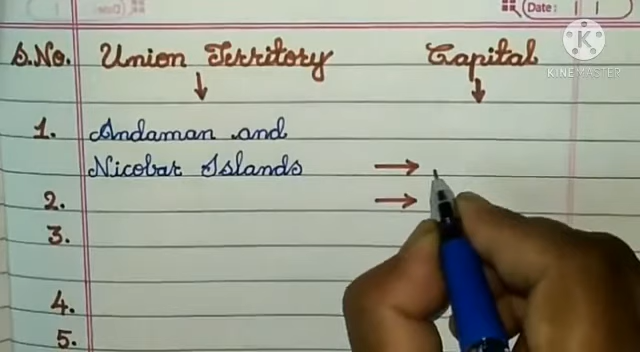 Date:
KINEMASTER
S.No. Union Territory Capital
1. Andaman and
Nicobar Islands →
2. →
3.
4.
5.